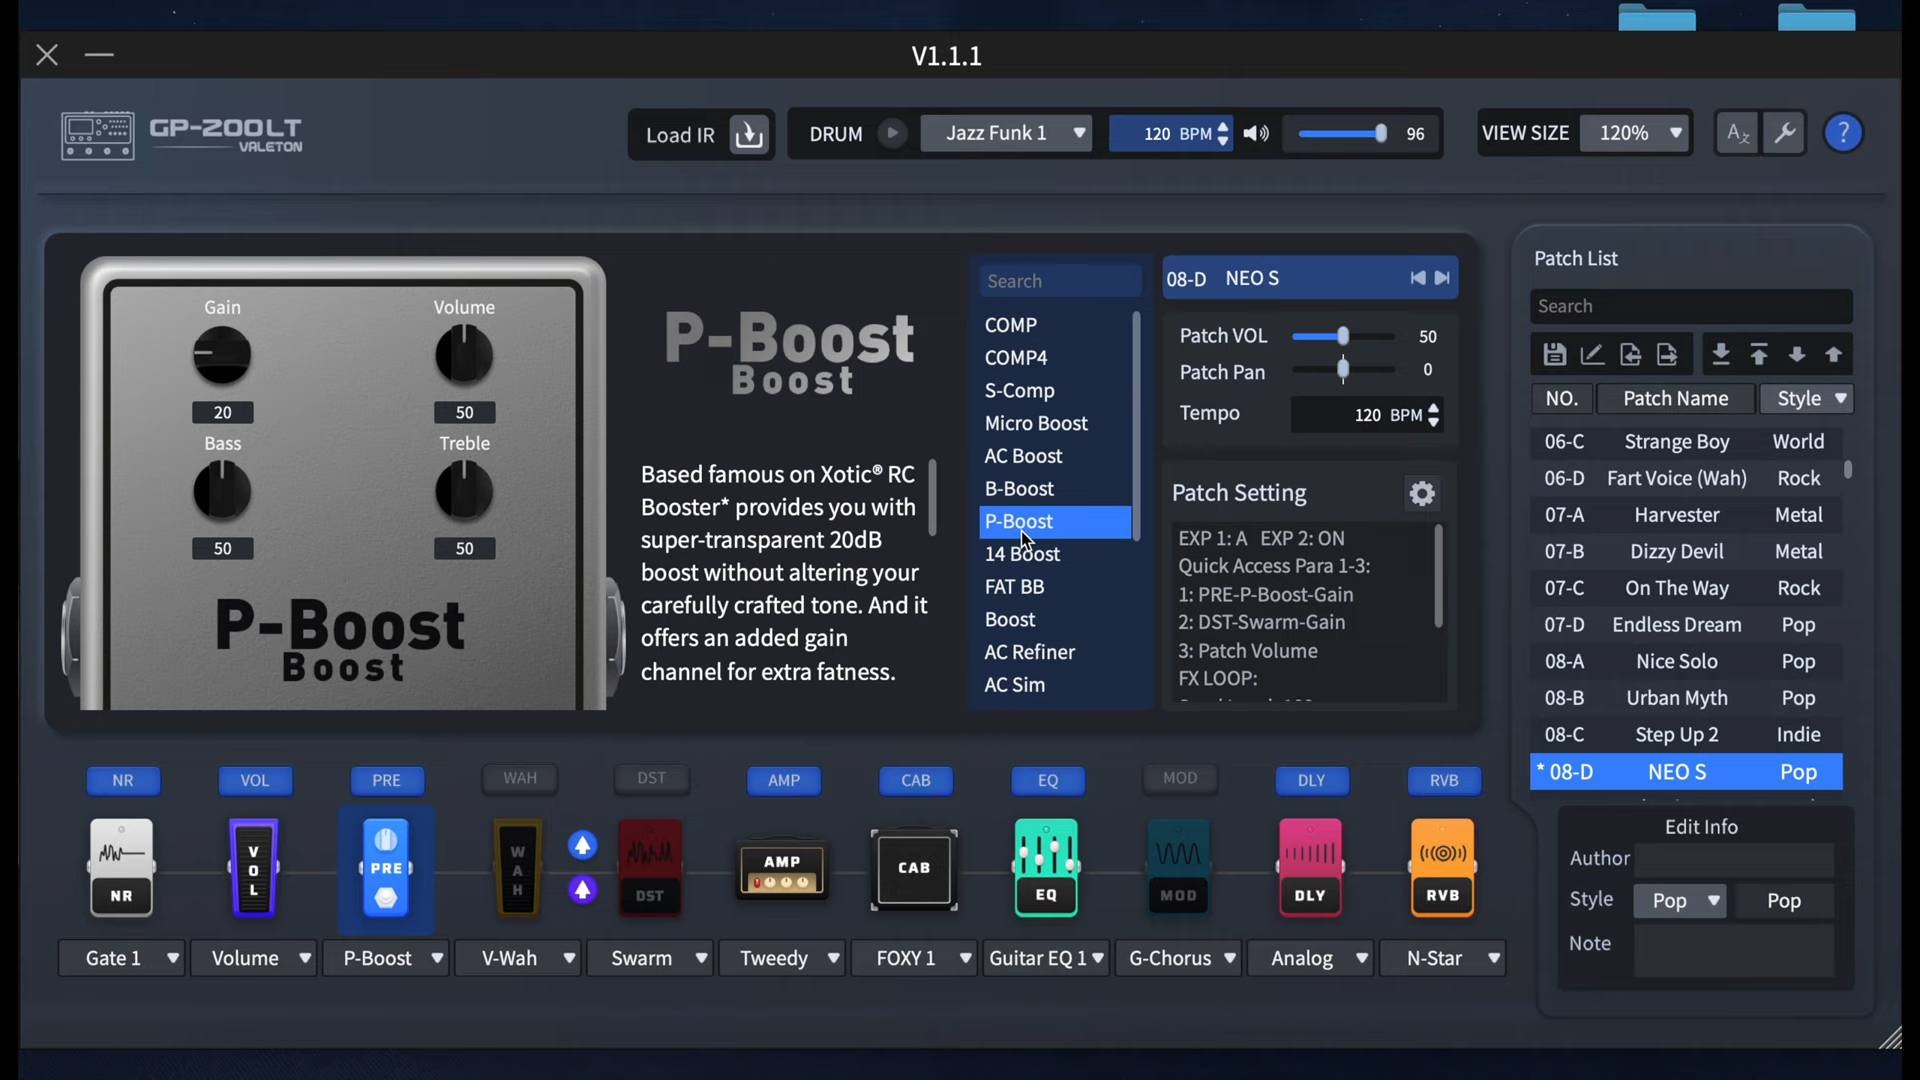 V1.1.1
GP-200LT
VALETON
Load IR
DRUM
Jazz Funk 1
120 BPM
96
VIEW SIZE
120%
Az
?
Gain
Volume
20
50
Bass
Treble
50
50
P-Boost
Boost
P-Boost
Boost
Based famous on Xotic® RC
Booster* provides you with
super-transparent 20dB
boost without altering your
carefully crafted tone. And it
offers an added gain
channel for extra fatness.
Search
COMP
COMP4
S-Comp
Micro Boost
AC Boost
B-Boost
P-Boost
14 Boost
FAT BB
Boost
AC Refiner
AC Sim
08-D NEO S
Patch VOL 50
Patch Pan 0
Tempo 120 BPM
Patch Setting
EXP 1: A EXP 2: ON
Quick Access Para 1-3:
1: PRE-P-Boost-Gain
2: DST-Swarm-Gain
3: Patch Volume
FX LOOP:
Patch List
Search
NO. Patch Name Style
06-C Strange Boy World
06-D Fart Voice (Wah) Rock
07-A Harvester Metal
07-B Dizzy Devil Metal
07-C On The Way Rock
07-D Endless Dream Pop
08-A Nice Solo Pop
08-B Urban Myth Pop
08-C Step Up 2 Indie
* 08-D NEO S Pop
Edit Info
Author
Style Pop Pop
Note
NR VOL PRE WAH DST AMP CAB EQ MOD DLY RVB
NR VOL PRE WAH DST AMP CAB EQ MOD DLY RVB
Gate 1 Volume P-Boost V-Wah Swarm Tweedy FOXY 1 Guitar EQ 1 G-Chorus Analog N-Star